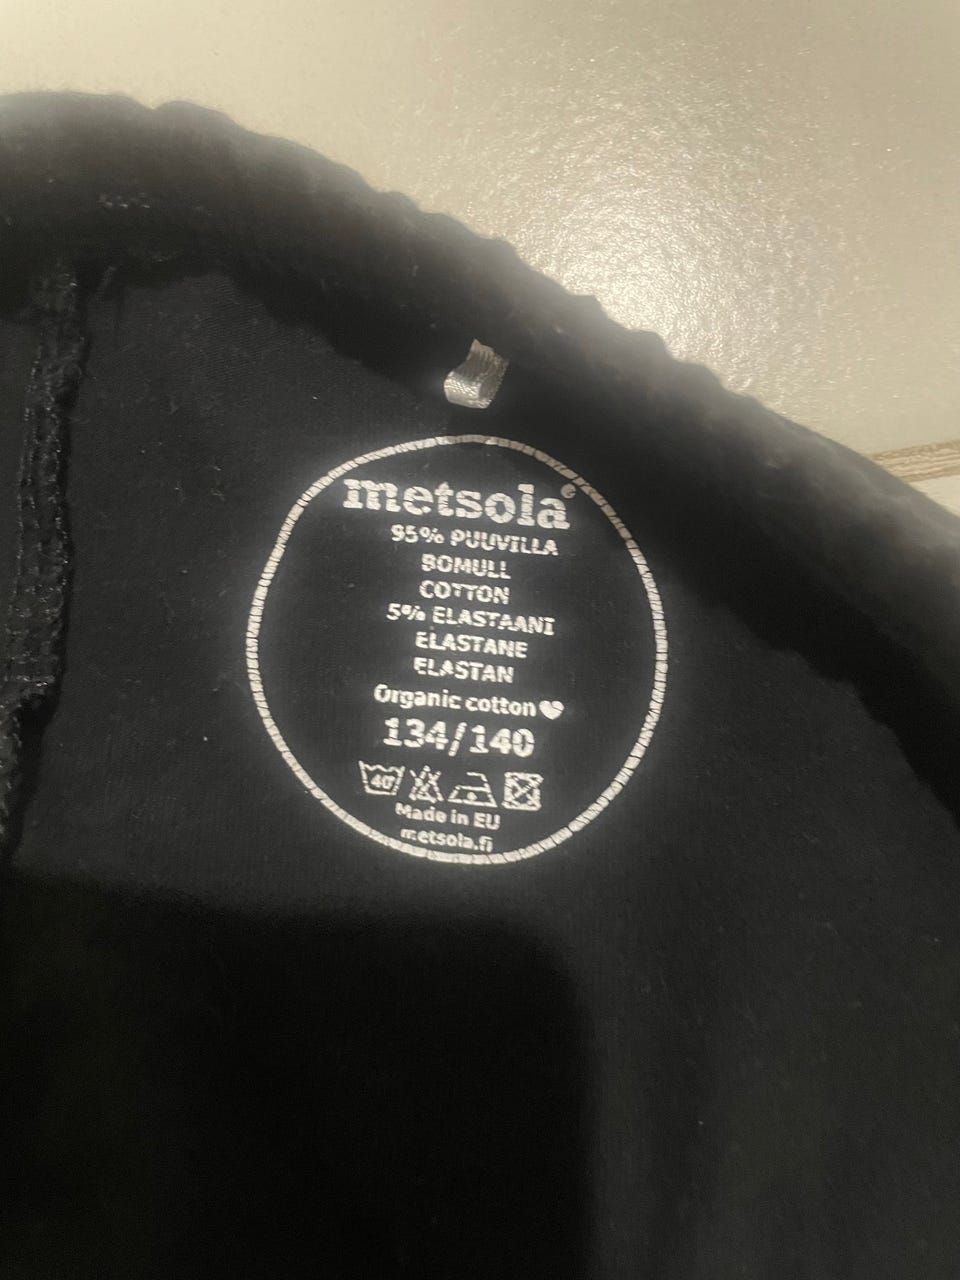 metsola®
95% PUUVILLA
BOMULL
COTTON
5% ELASTAANI
ELASTANE
ELASTAN
Organic cotton
134/140
40°
Made in EU
metsola.fi